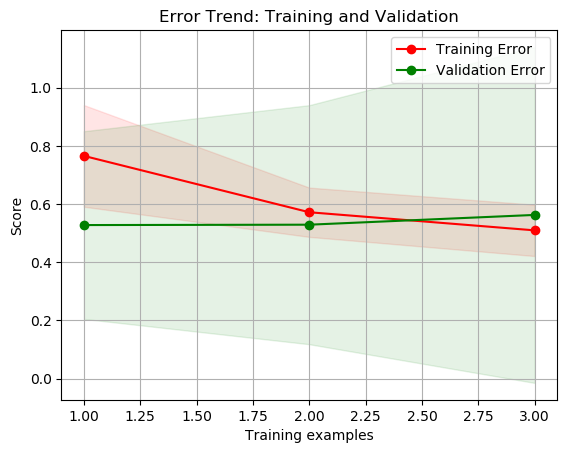 Error Trend: Training and Validation
Training Error
Validation Error
Score
1.0
0.8
0.6
0.4
0.2
0.0
1.00 1.25 1.50 1.75 2.00 2.25 2.50 2.75 3.00
Training examples